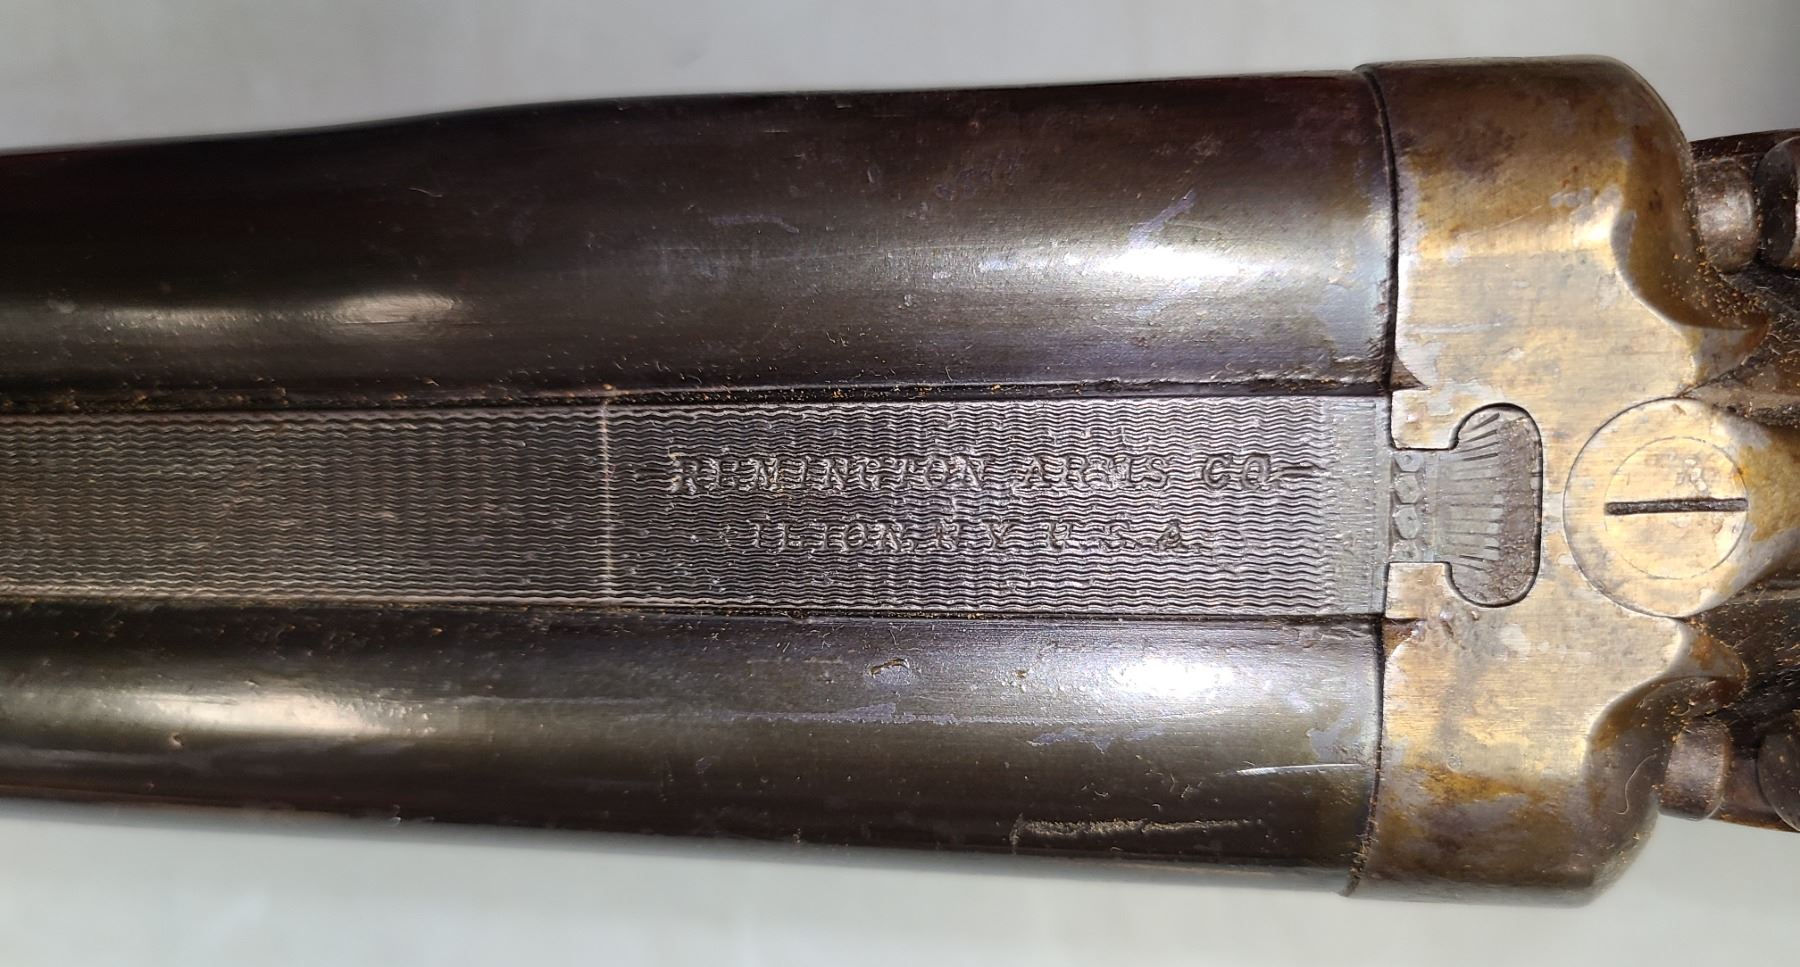 -REMINGTON ARMS CO-
ILION, N.Y. U.S.A.